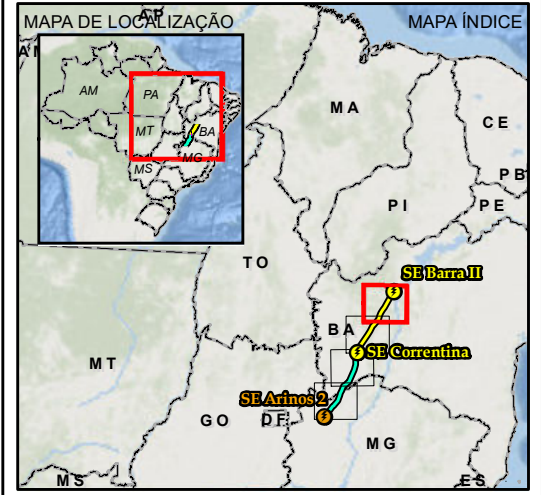 MAPA DE LOCALIZAÇÃO
MAPA ÍNDICE
AM
PA
MT
BA
MG
MS
MA
CE
PB
PI
PE
TO
SE Barra II
BA
SE Correntina
MT
SE Arinos 2
GO
DF
MG
MS
ES